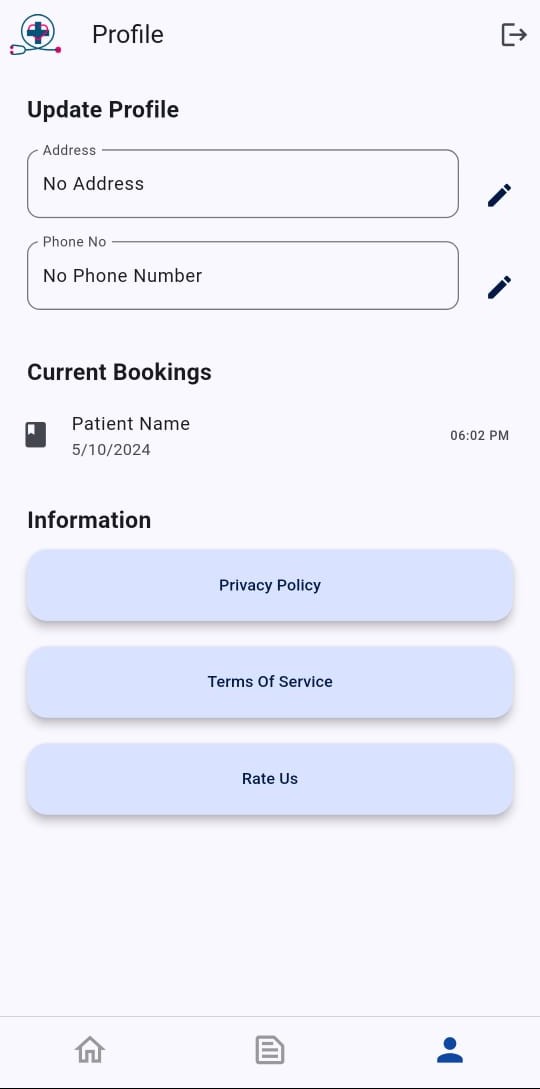 Profile
Update Profile
Address
No Address
Phone No
No Phone Number
Current Bookings
Patient Name
5/10/2024
06:02 PM
Information
Privacy Policy
Terms Of Service
Rate Us